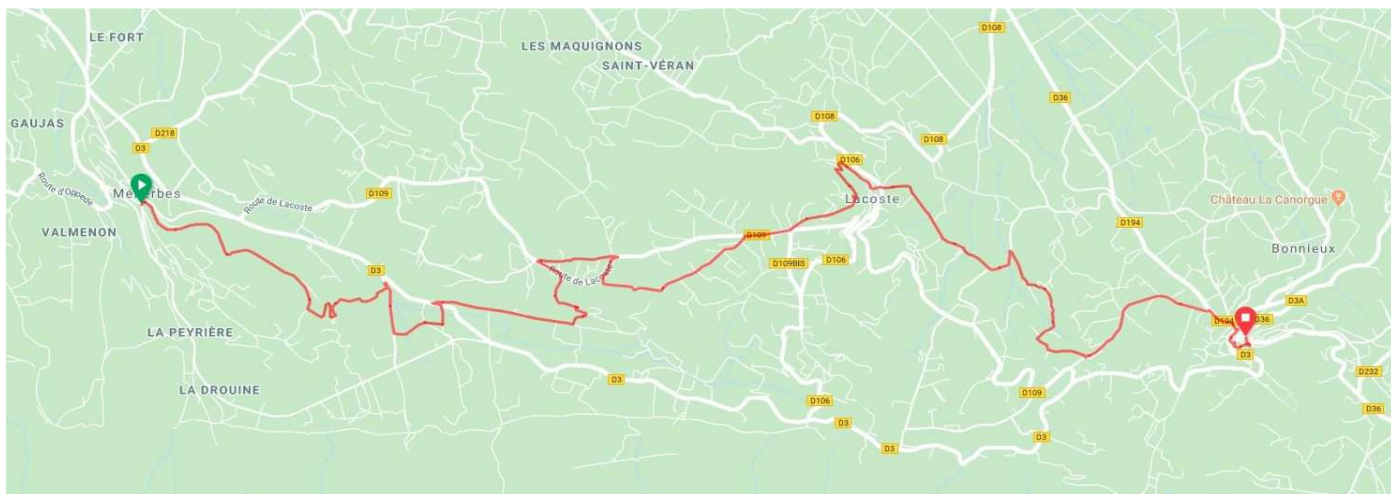 LE FORT
LES MAQUIGNONS
D108
SAINT-VÉRAN
D36
D108
GAUJAS
D218
D108
D3
D106
Route d'Oppède
Ménerbes
D109
Route de Lacoste
Lacoste
Château La Canorgue
VALMENON
D194
D109
Bonnieux
D3
D109BIS
D106
Route de Lacoste
D3A
LA PEYRIÈRE
D194
D36
D3
D3
LA DROUINE
D109
D232
D106
D36
D3
D3
D3